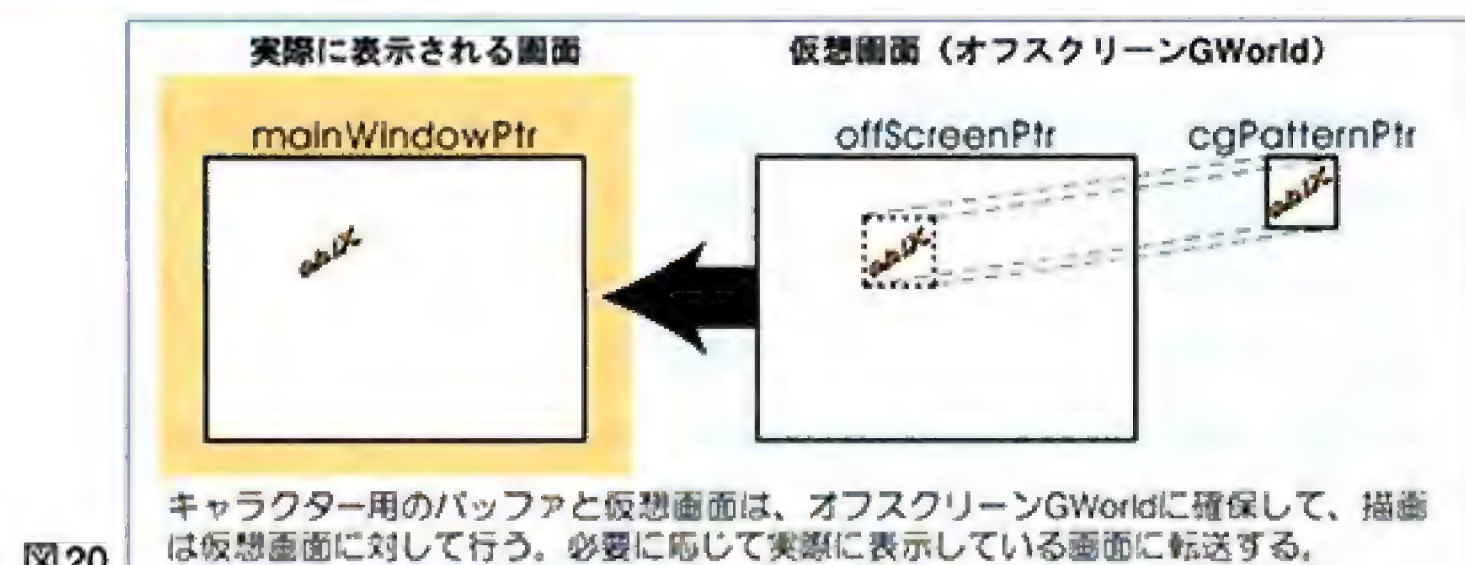 実際に表示される画面
仮想画面（オフスクリーンGWorld）
mainWindowPtr
offScreenPtr
cgPatternPtr
キャラクター用のバッファと仮想画面は、オフスクリーンGWorldに確保して、描画
は仮想画面に対して行う。必要に応じて実際に表示している画面に転送する。
図20